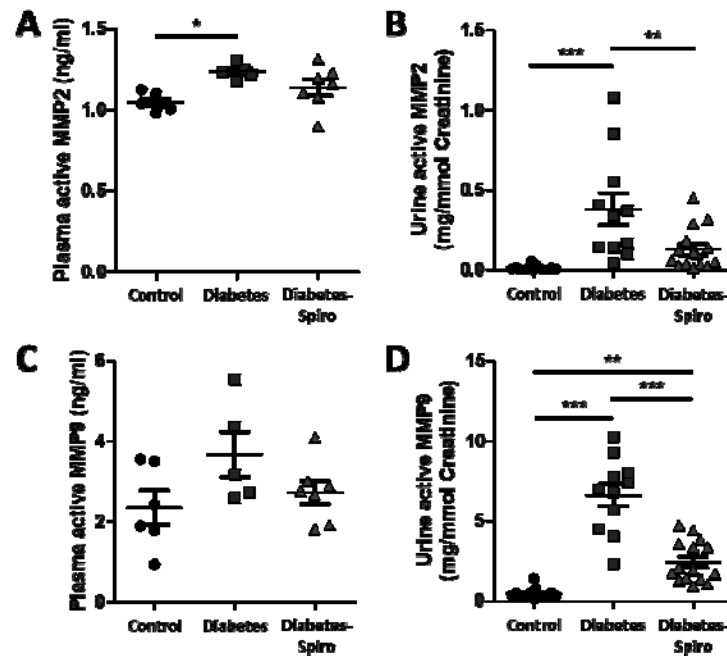 A
Plasma active MMP2 (ng/ml)
1.5
1.0
0.5
0.0
*
Control
Diabetes
Diabetes-
Spiro
B
Urine active MMP2
(mg/mmol Creatinine)
1.5
1.0
0.5
0.0
***
**
Control
Diabetes
Diabetes-
Spiro
C
Plasma active MMP9 (ng/ml)
6
4
2
0
Control
Diabetes
Diabetes-
Spiro
D
Urine active MMP9
(mg/mmol Creatinine)
15
10
5
0
**
***
***
Control
Diabetes
Diabetes-
Spiro